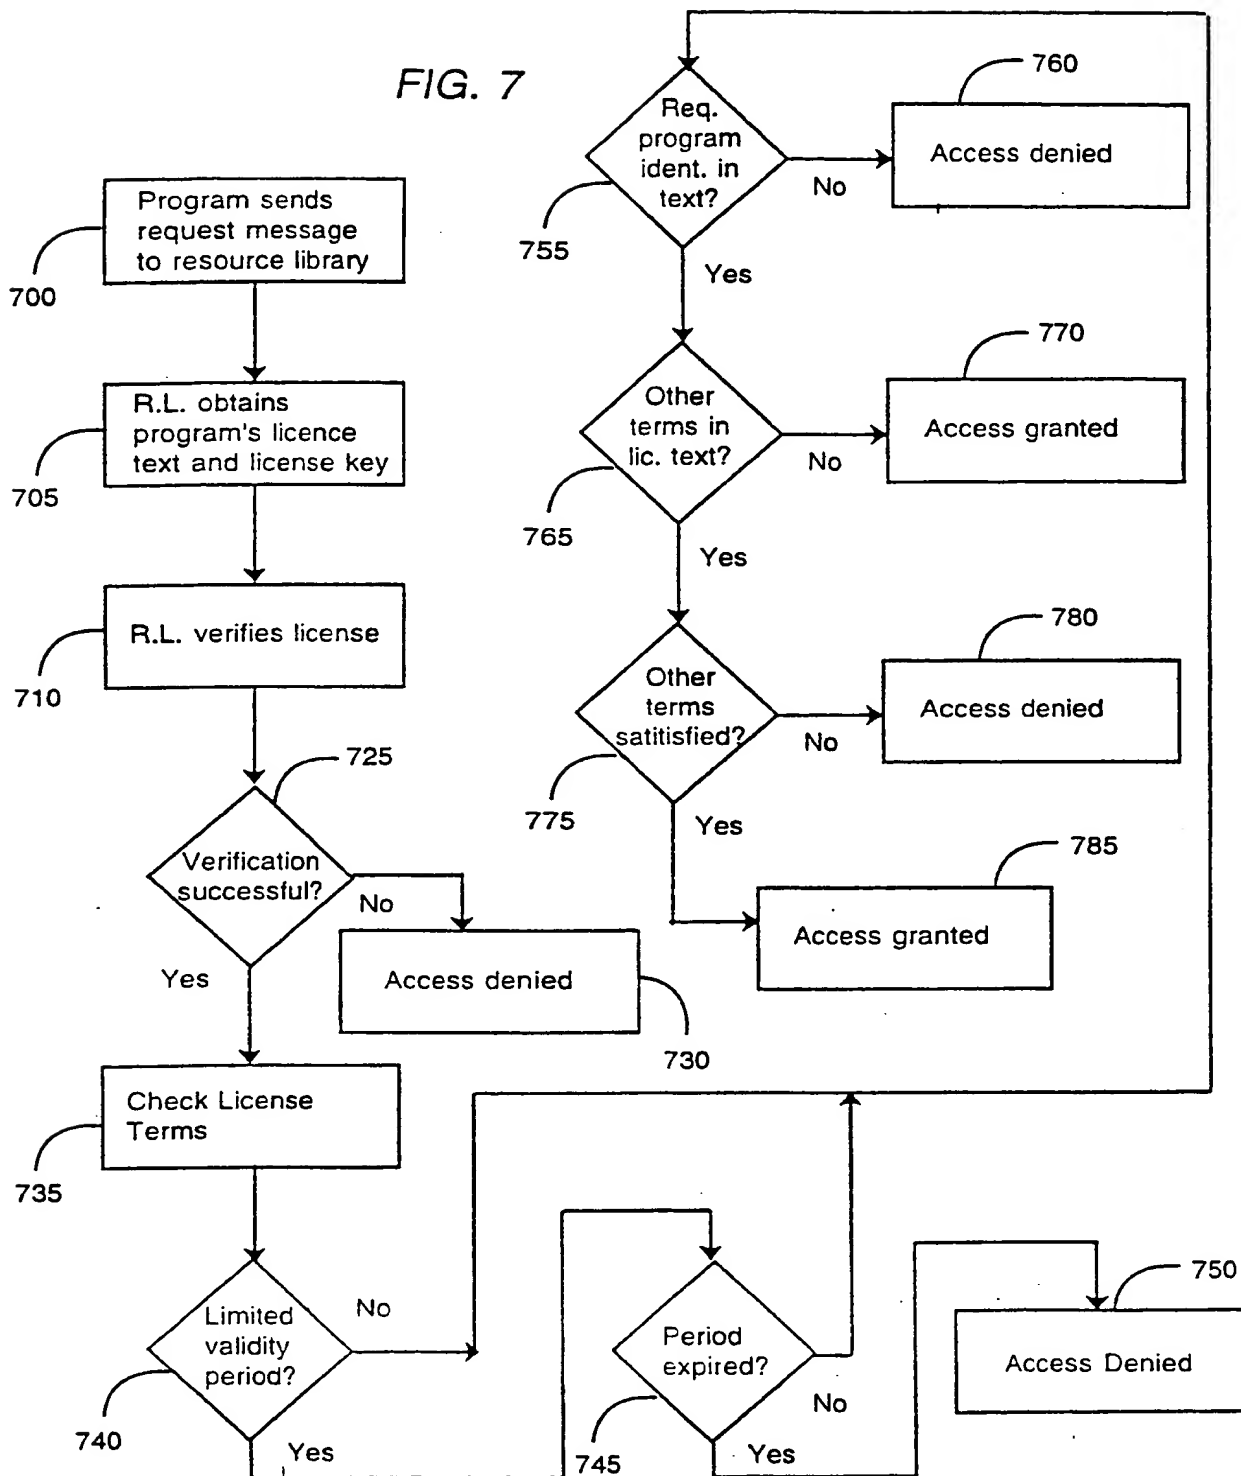 FIG. 7
Program sends
request message
to resource library
700
R.L. obtains
program's licence
text and license key
705
R.L. verifies license
710
725
Verification
successful?
No
Yes
Access denied
730
Check License
Terms
735
Limited
validity
period?
No
740
Yes
Period
expired?
No
745
Yes
750
Access Denied
Req.
program
ident. in
text?
755
No
Yes
760
Access denied
Other
terms in
lic. text?
765
No
Yes
770
Access granted
Other
terms
satitisfied?
775
No
Yes
780
Access denied
785
Access granted